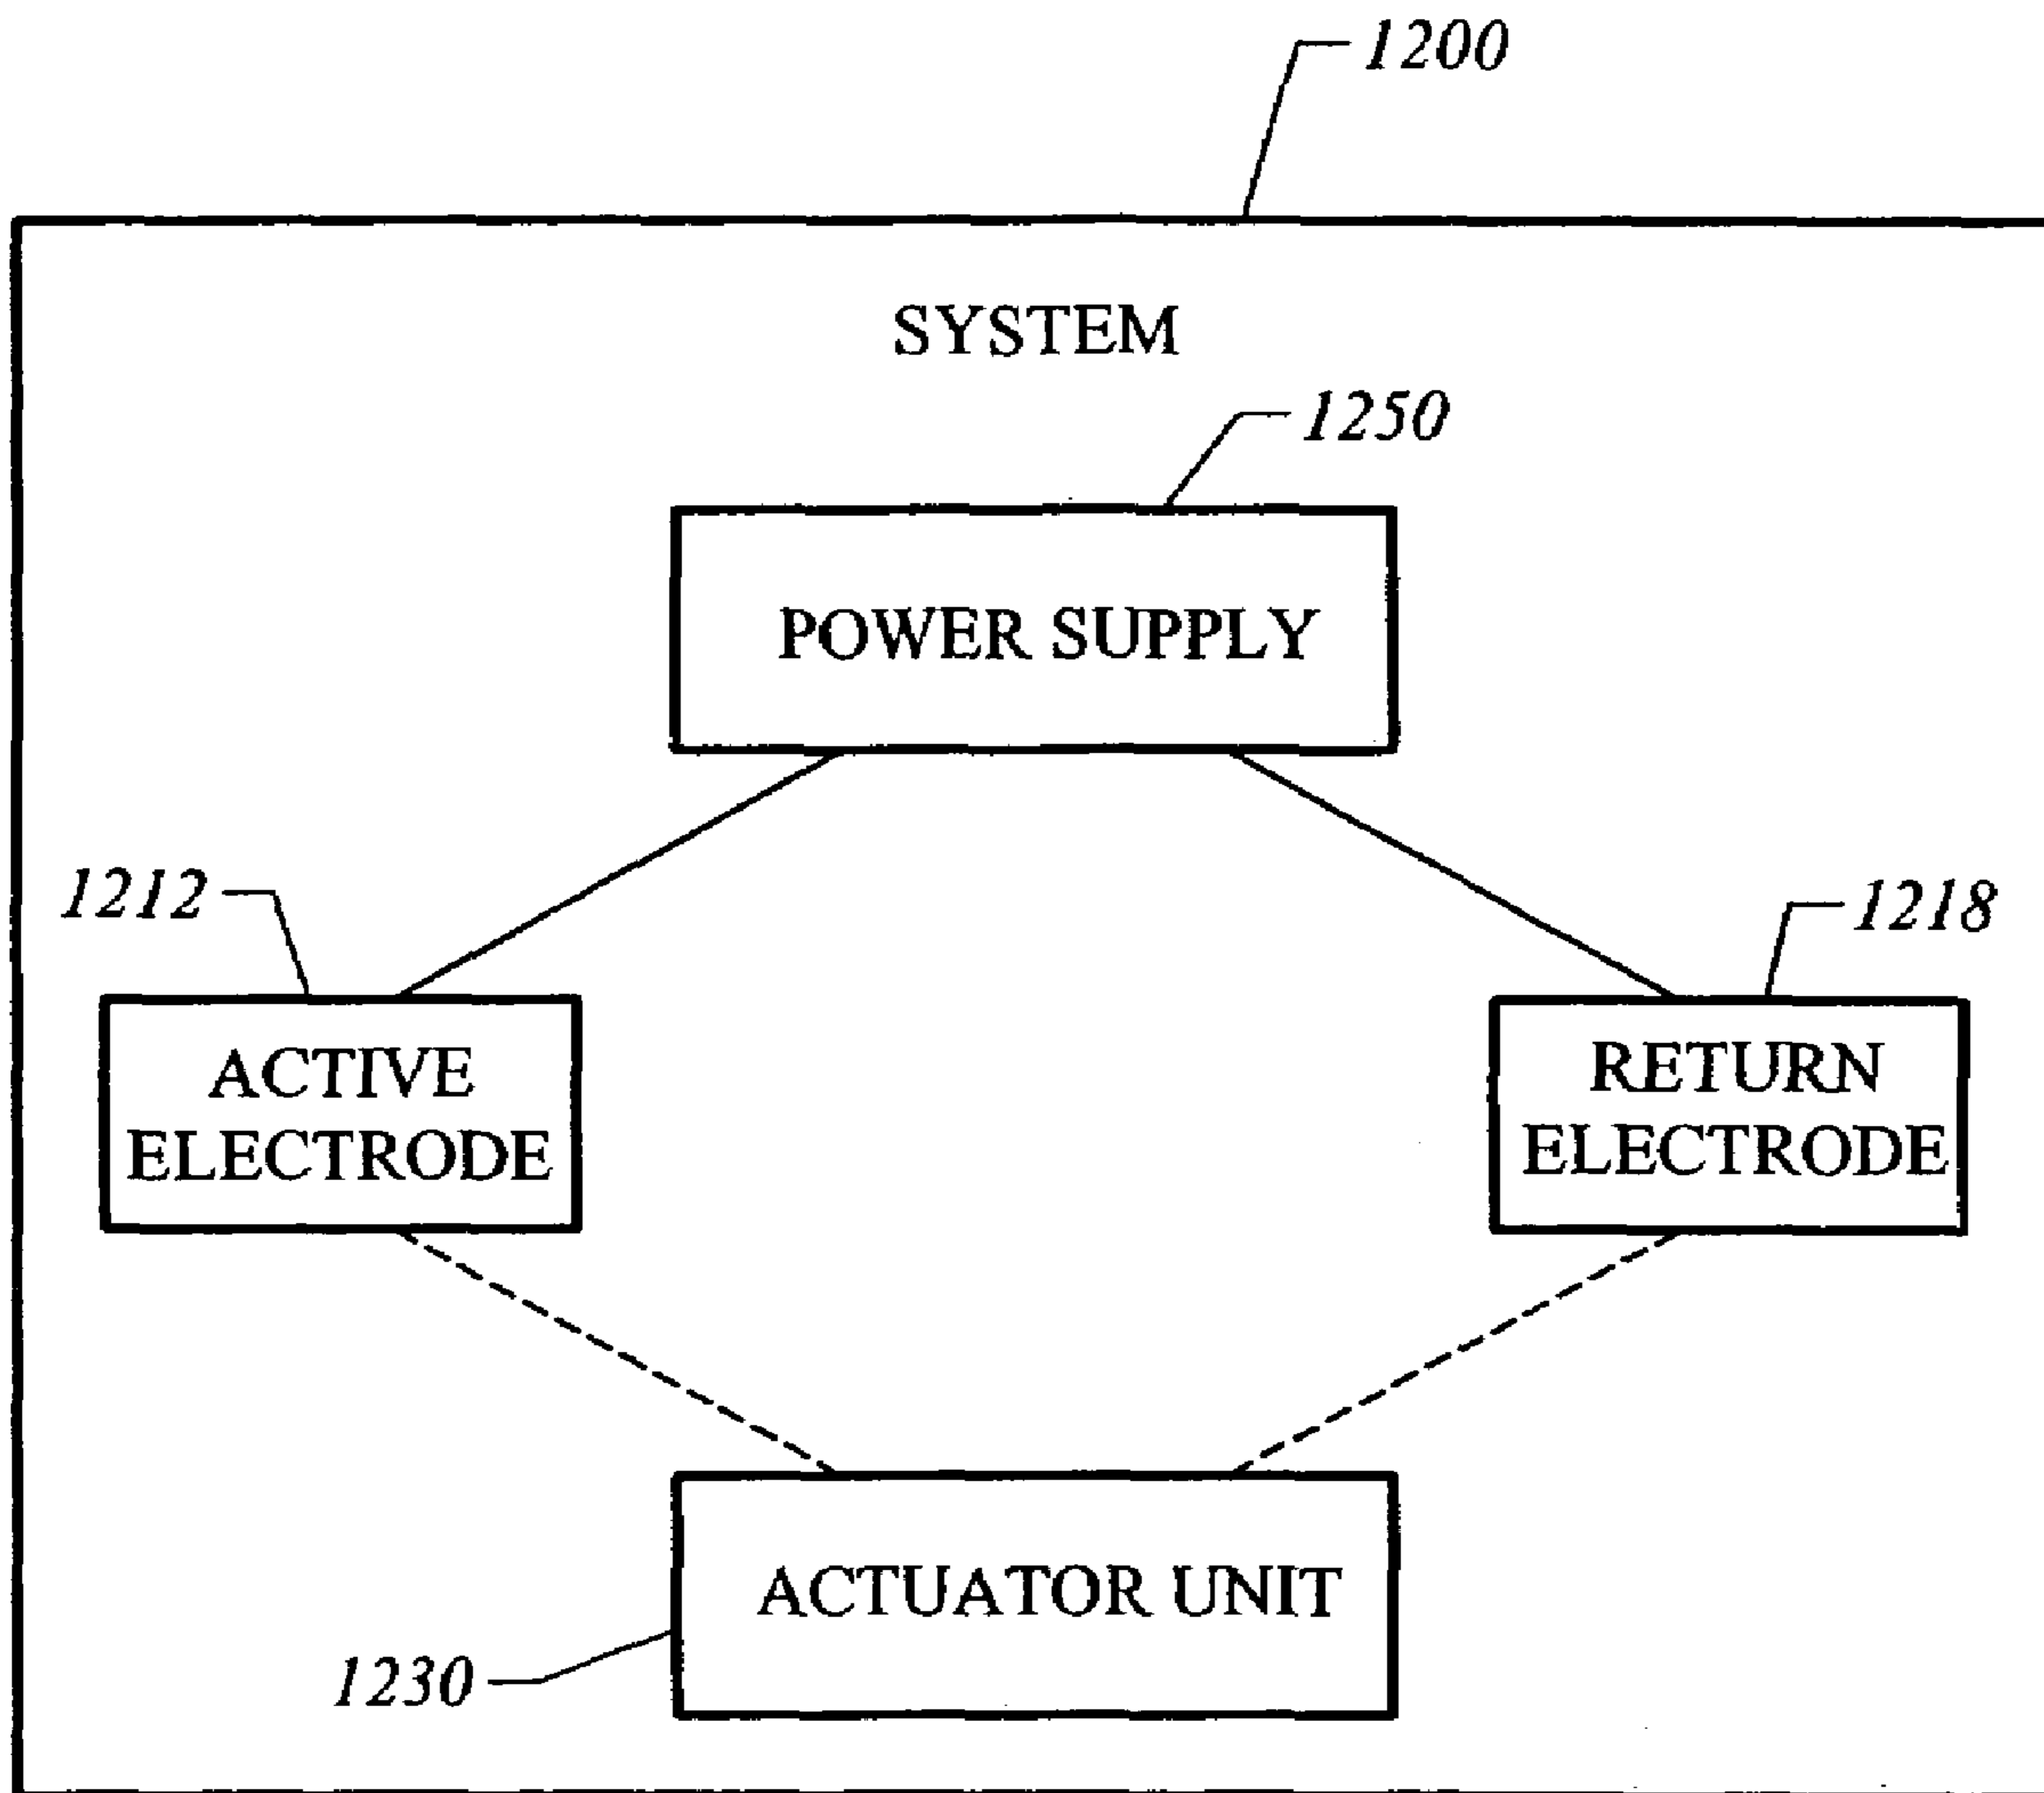 1200
SYSTEM
1250
POWER SUPPLY
1212
1218
ACTIVE
ELECTRODE
RETURN
ELECTRODE
ACTUATOR UNIT
1230